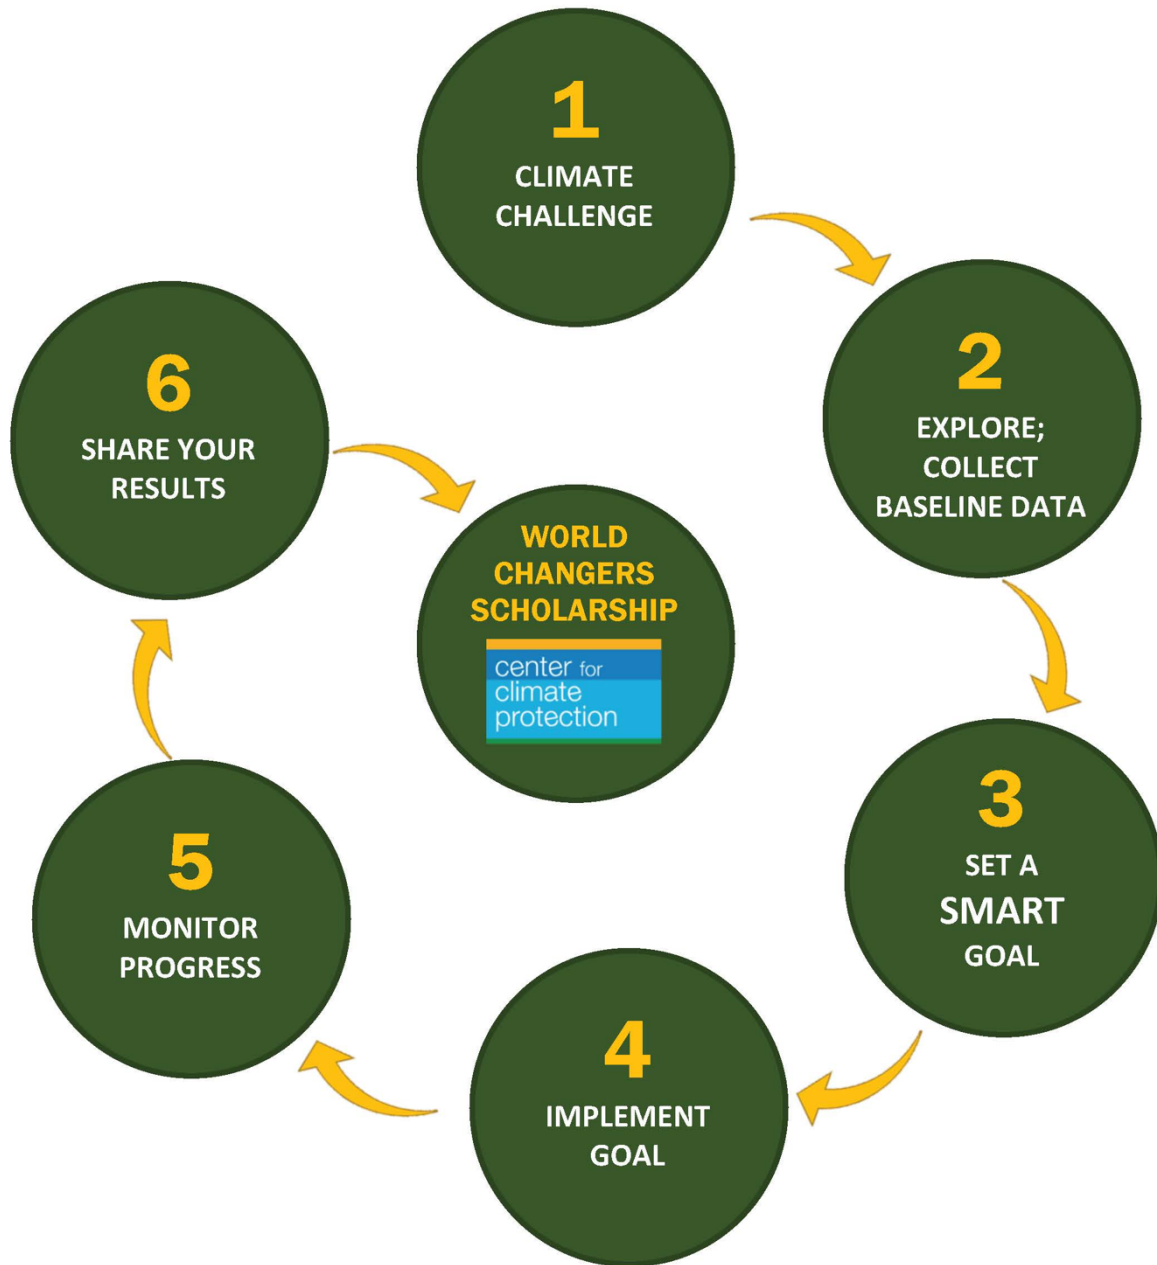 1
CLIMATE
CHALLENGE
2
EXPLORE;
COLLECT
BASELINE DATA
3
SET A
SMART
GOAL
4
IMPLEMENT
GOAL
5
MONITOR
PROGRESS
6
SHARE YOUR
RESULTS
WORLD
CHANGERS
SCHOLARSHIP
center for
climate
protection